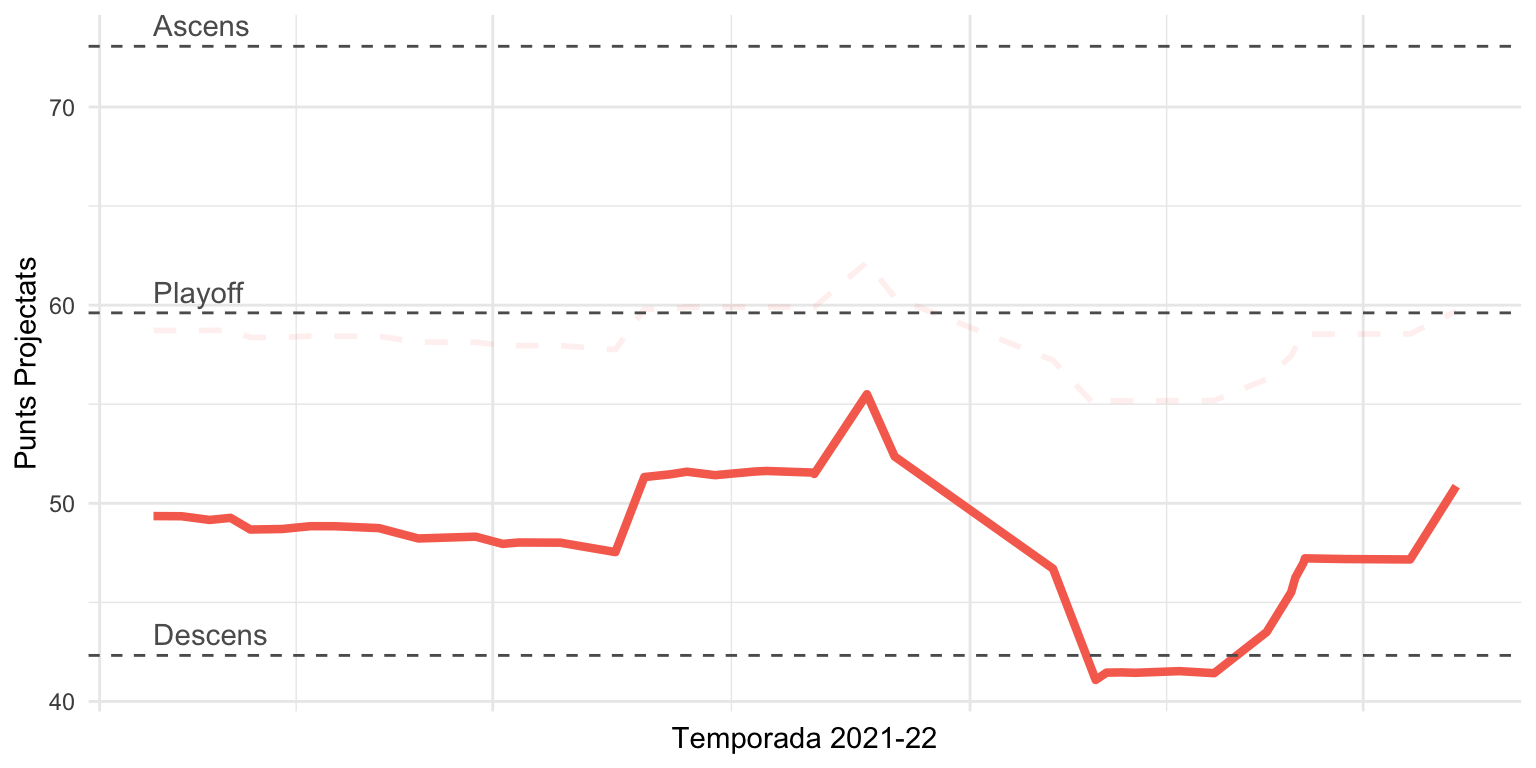 Ascens
70
Playoff
60
50
Descens
40
Punts Projectats
Temporada 2021-22